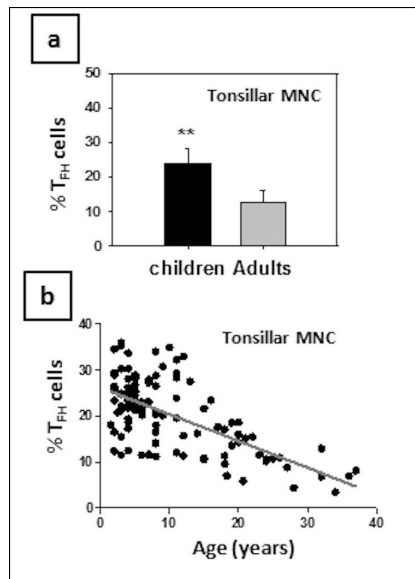 a
50
40
30
20
10
0
% TFH cells
Tonsillar MNC
**
children Adults
b
40
30
20
10
0
% TFH cells
Tonsillar MNC
0 10 20 30 40
Age (years)